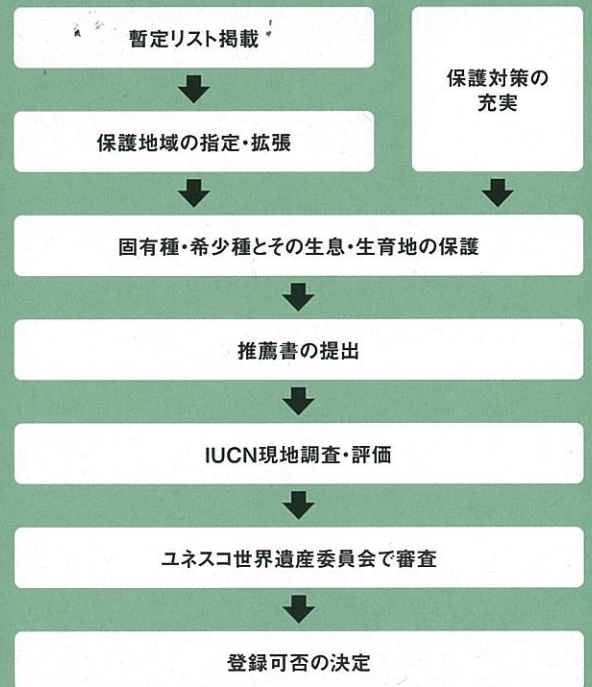 暫定リスト掲載
保護対策の
充実
保護地域の指定・拡張
固有種・希少種とその生息・生育地の保護
推薦書の提出
IUCN現地調査・評価
ユネスコ世界遺産委員会で審査
登録可否の決定